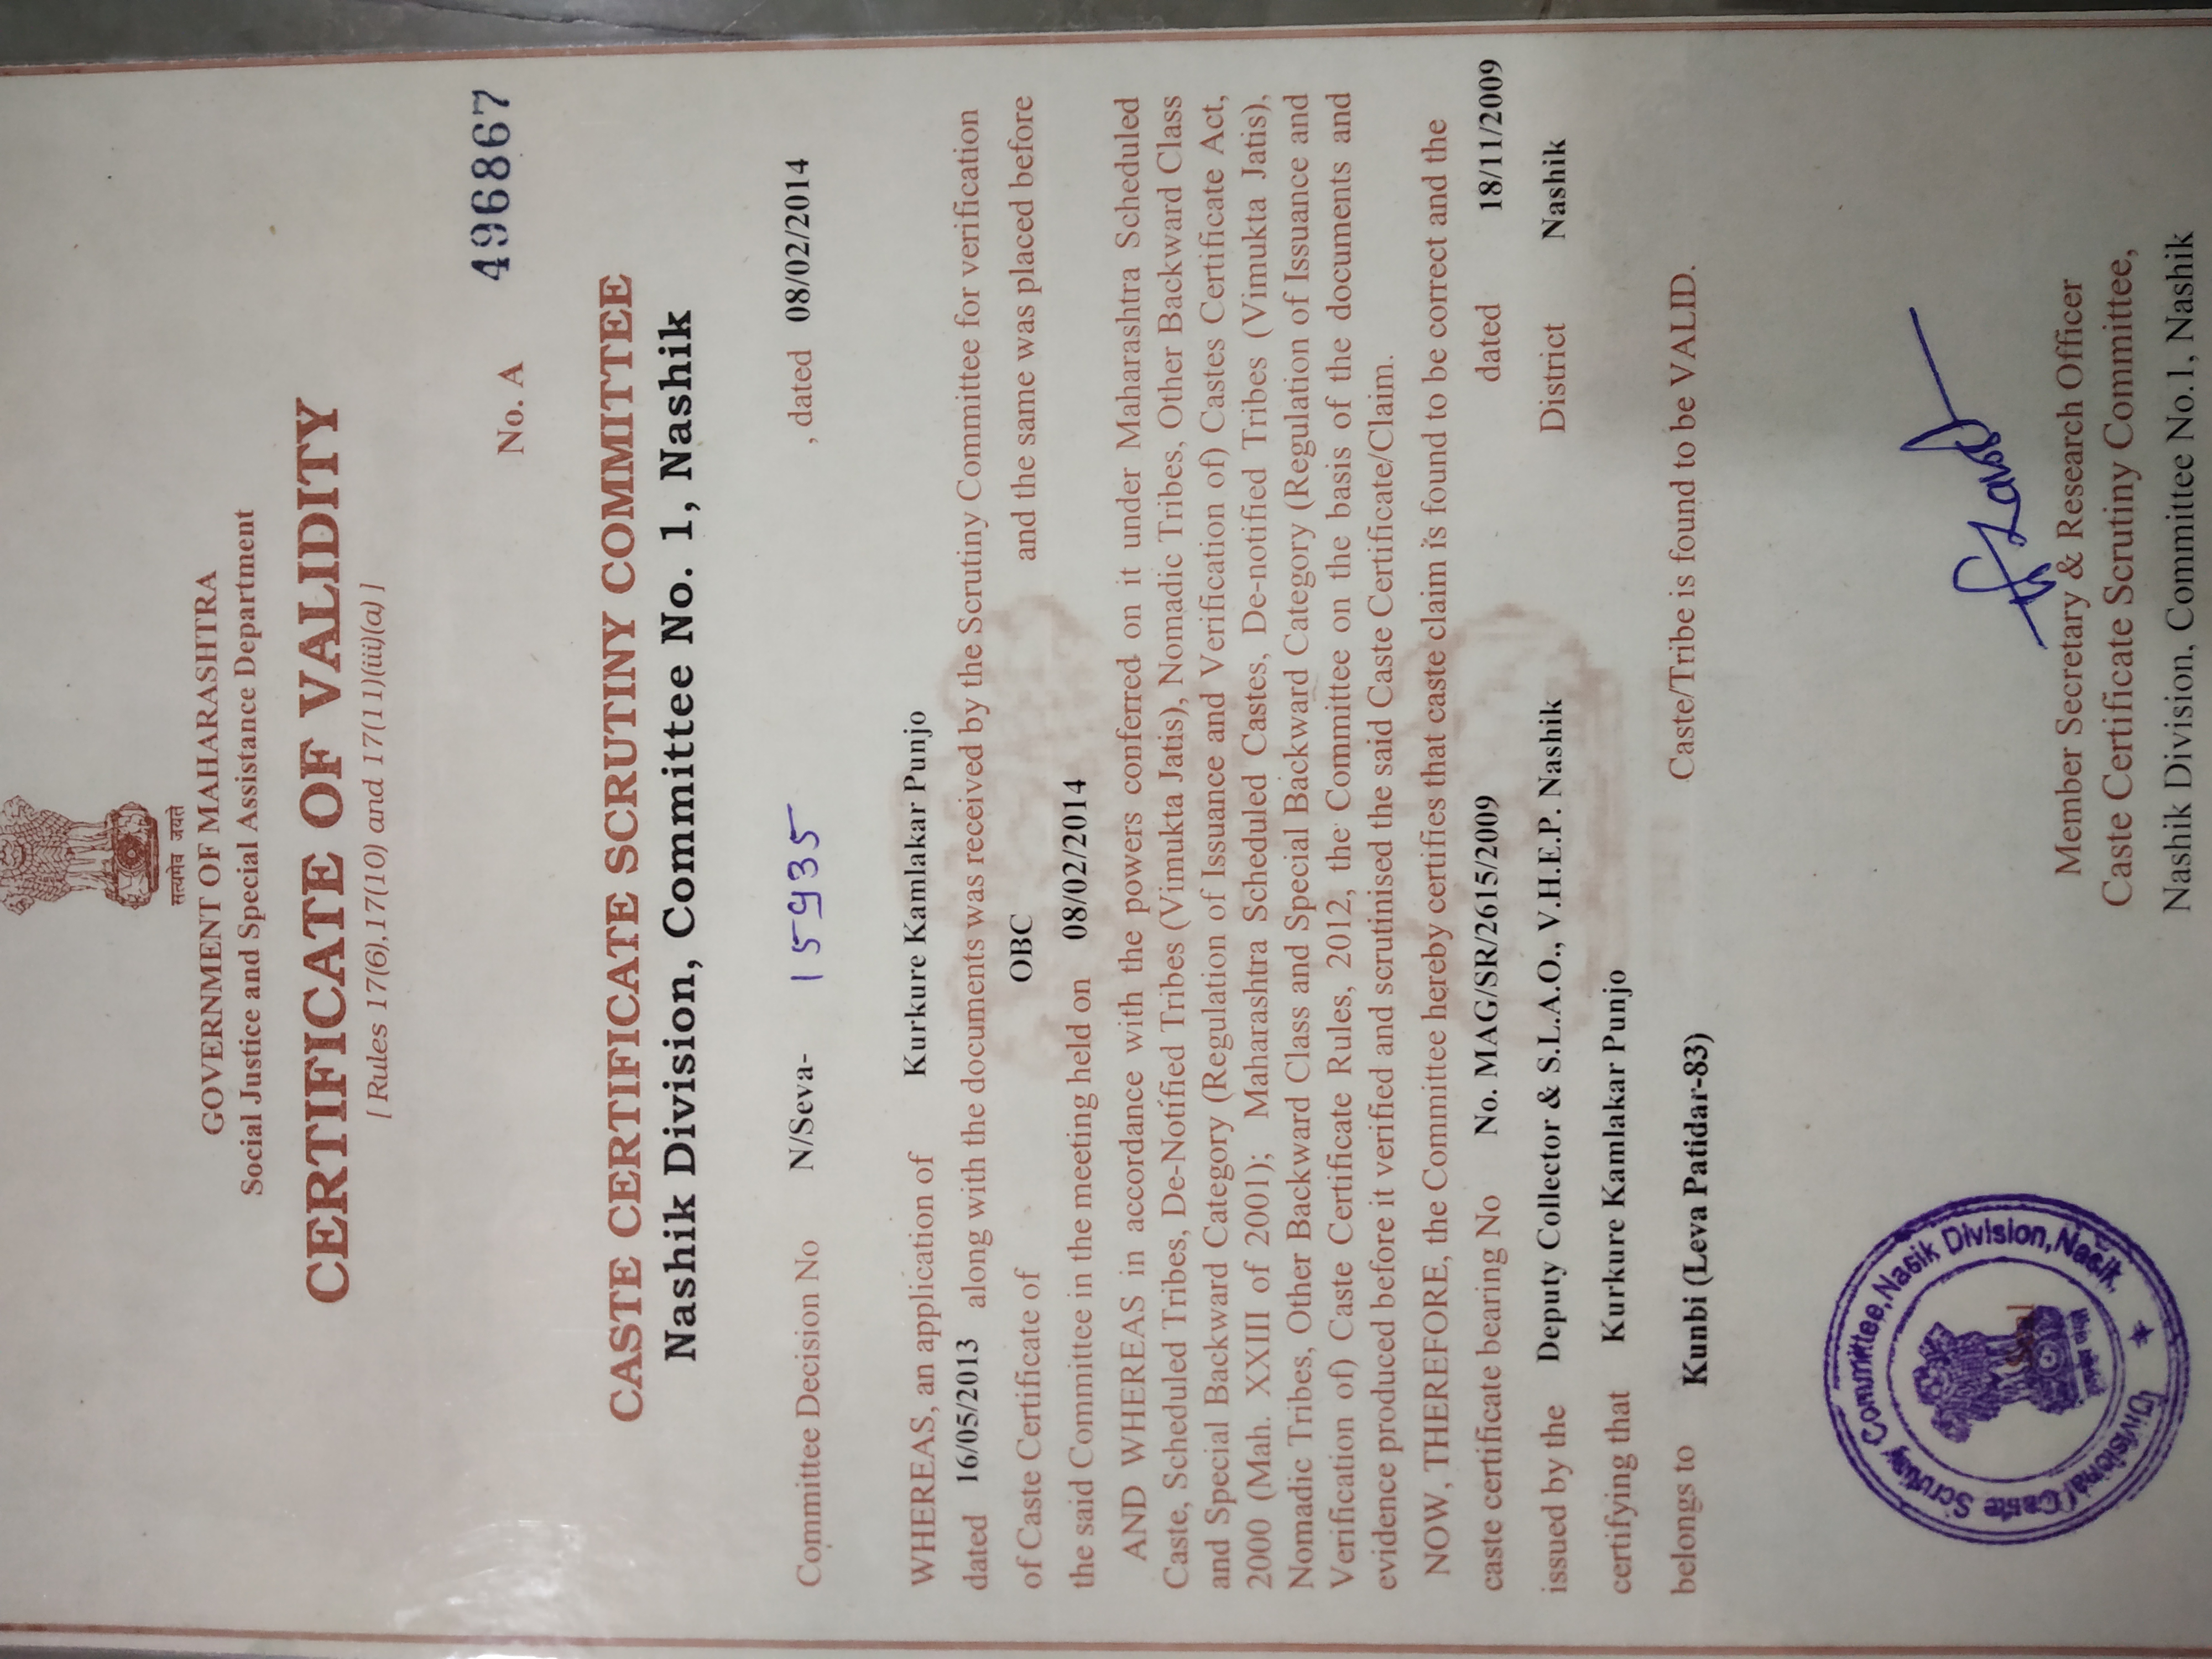 सत्यमेव जयते
GOVERNMENT OF MAHARASHTRA
Social Justice and Special Assistance Department
CERTIFICATE OF VALIDITY
[ Rules 17(6),17(10) and 17(11)(iii)(a) ]
No. A 496867
CASTE CERTIFICATE SCRUTINY COMMITTEE
Nashik Division, Committee No. 1, Nashik
Committee Decision No N/Seva- 15935 , dated 08/02/2014
WHEREAS, an application of Kurkure Kamlakar Punjo
dated 16/05/2013 along with the documents was received by the Scrutiny Committee for verification
of Caste Certificate of OBC and the same was placed before
the said Committee in the meeting held on 08/02/2014
AND WHEREAS in accordance with the powers conferred on it under Maharashtra Scheduled
Caste, Scheduled Tribes, De-Notified Tribes (Vimukta Jatis), Nomadic Tribes, Other Backward Class
and Special Backward Category (Regulation of Issuance and Verification of) Castes Certificate Act,
2000 (Mah. XXIII of 2001); Maharashtra Scheduled Castes, De-notified Tribes (Vimukta Jatis),
Nomadic Tribes, Other Backward Class and Special Backward Category (Regulation of Issuance and
Verification of) Caste Certificate Rules, 2012, the Committee on the basis of the documents and
evidence produced before it verified and scrutinised the said Caste Certificate/Claim.
NOW, THEREFORE, the Committee hereby certifies that caste claim is found to be correct and the
caste certificate bearing No No. MAG/SR/2615/2009 dated 18/11/2009
issued by the Deputy Collector & S.L.A.O., V.H.E.P. Nashik District Nashik
certifying that Kurkure Kamlakar Punjo
belongs to Kunbi (Leva Patidar-83) Caste/Tribe is found to be VALID.
Divisional Caste Scrutiny Committee, Nasik Division, Nasik.
Member Secretary & Research Officer
Caste Certificate Scrutiny Committee,
Nashik Division, Committee No.1, Nashik